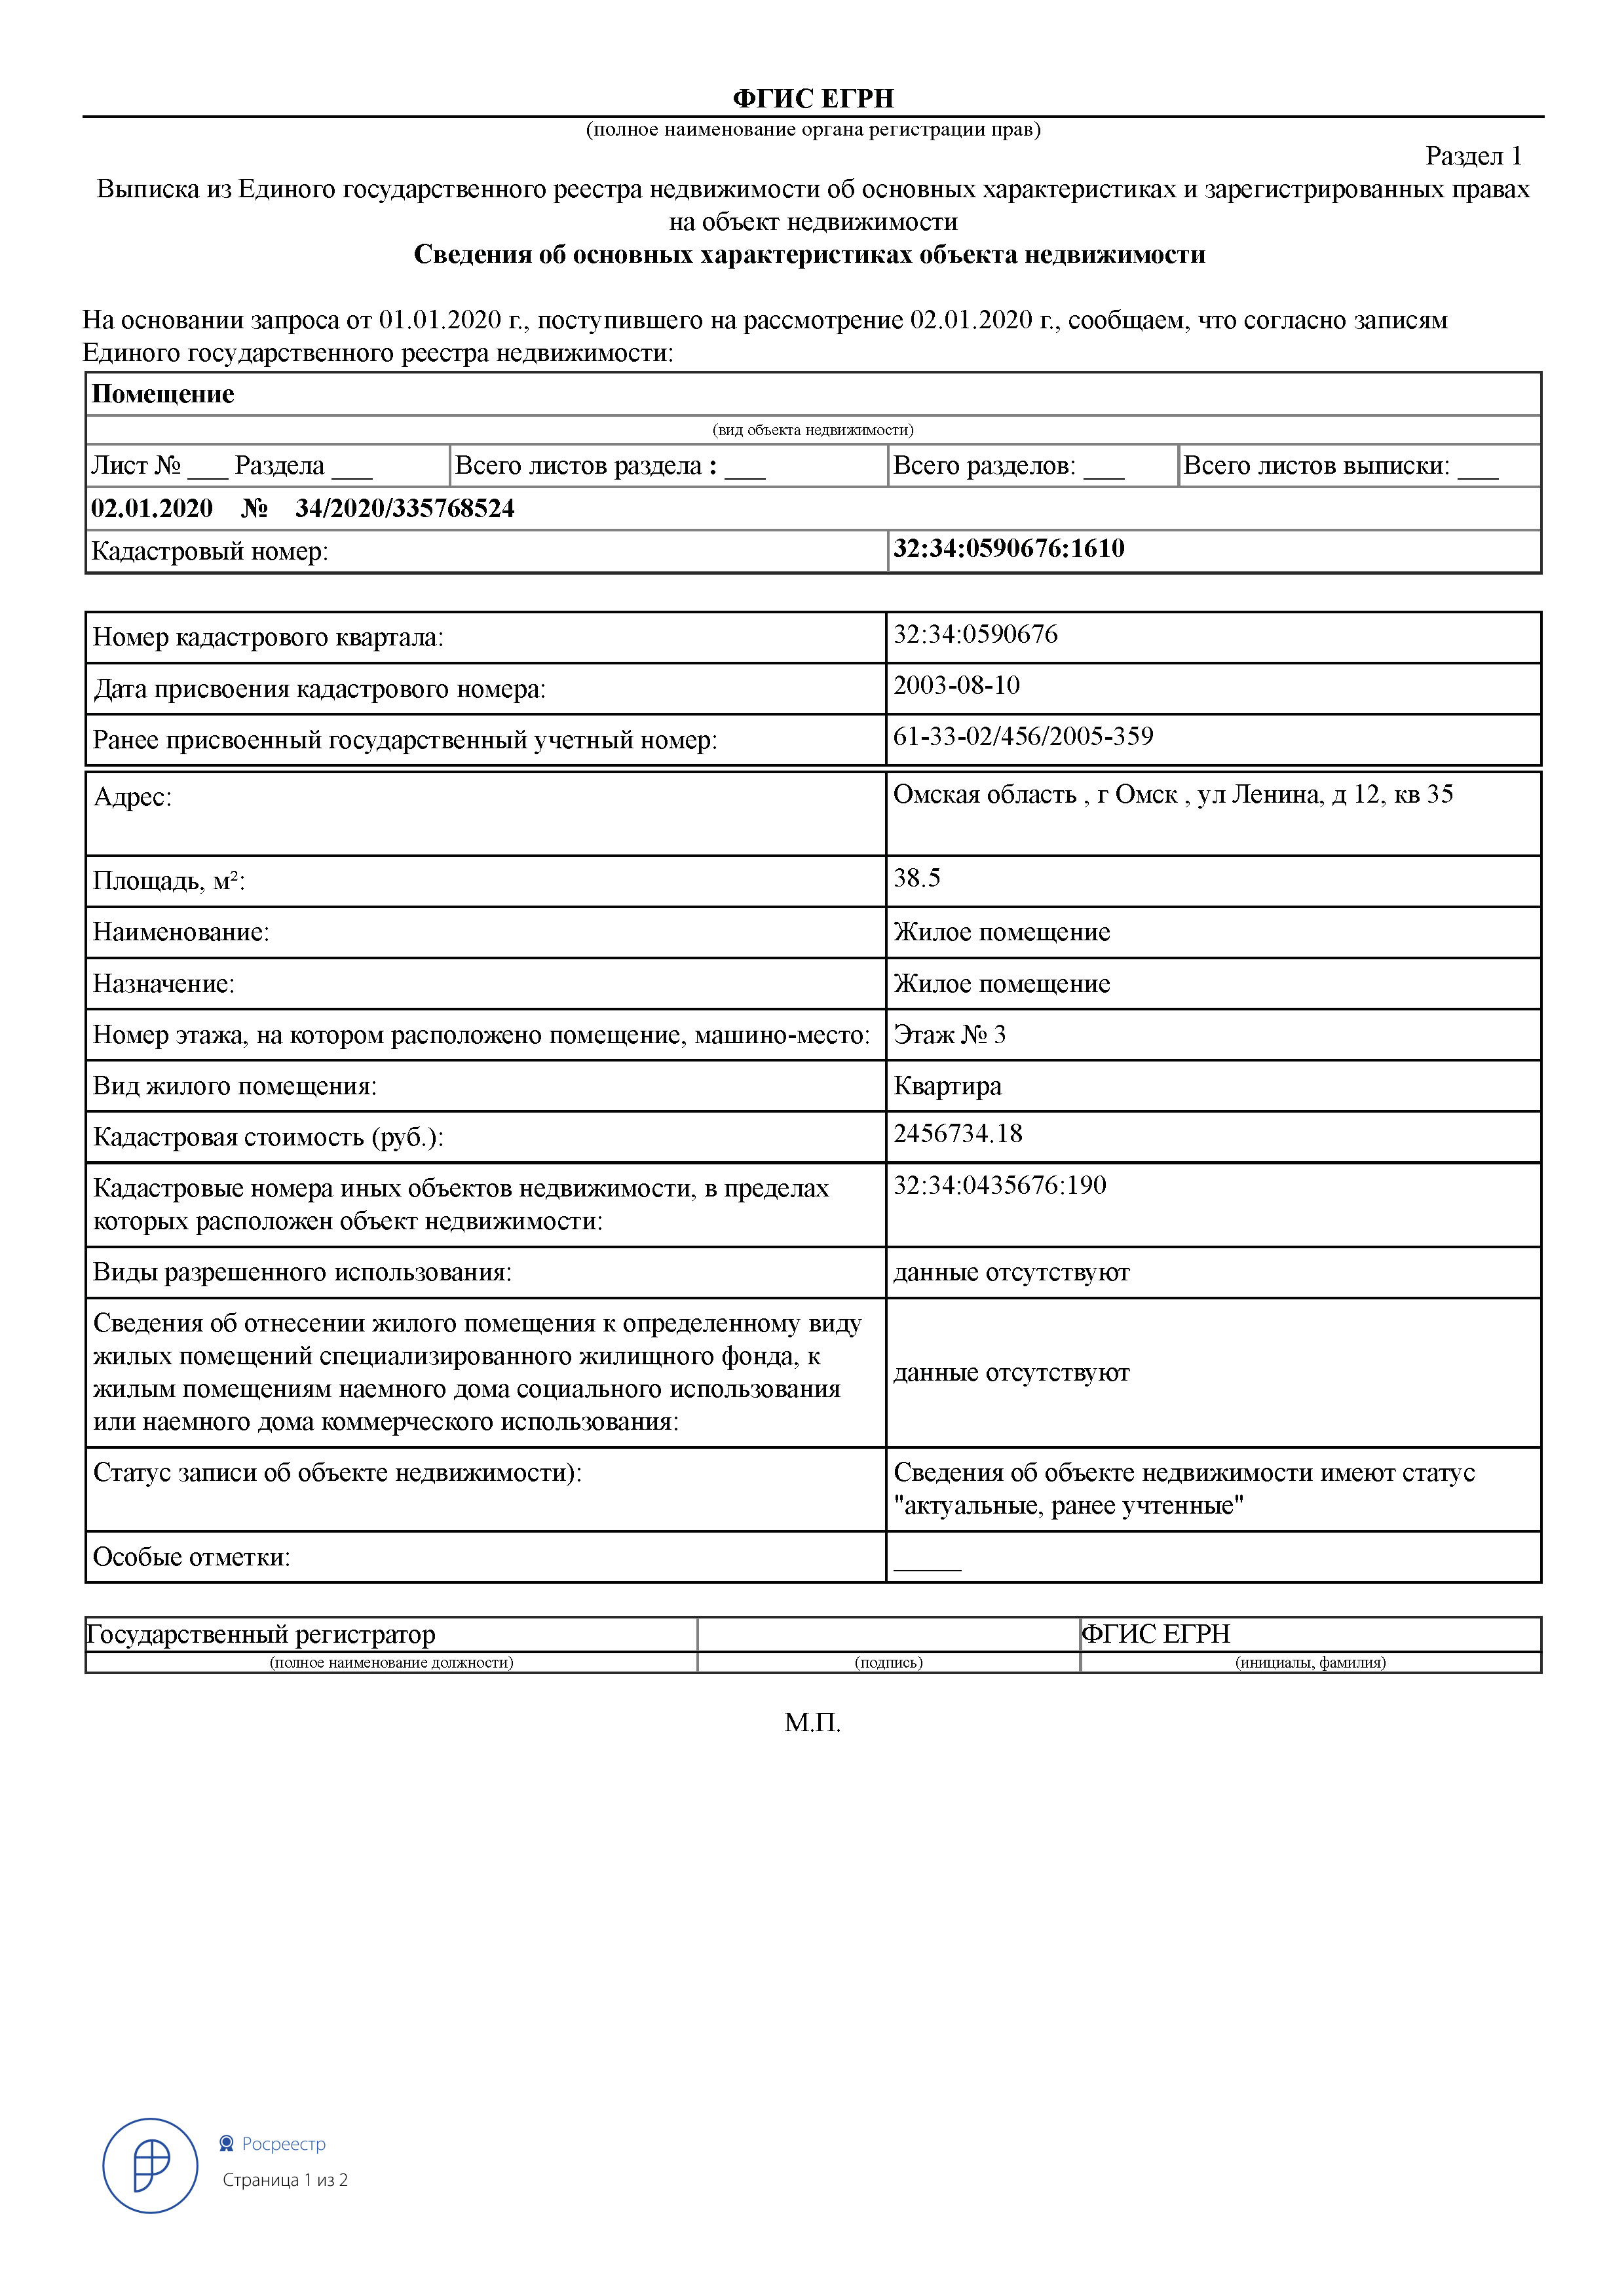 ФГИС ЕГРН
(полное наименование органа регистрации прав)
Раздел 1
Выписка из Единого государственного реестра недвижимости об основных характеристиках и зарегистрированных правах
на объект недвижимости
Сведения об основных характеристиках объекта недвижимости
На основании запроса от 01.01.2020 г., поступившего на рассмотрение 02.01.2020 г., сообщаем, что согласно записям
Единого государственного реестра недвижимости:
Помещение
(вид объекта недвижимости)
Лист № ___ Раздела ___ Всего листов раздела : ___ Всего разделов: ___ Всего листов выписки: ___
02.01.2020 № 34/2020/335768524
Кадастровый номер: 32:34:0590676:1610
Номер кадастрового квартала: 32:34:0590676
Дата присвоения кадастрового номера: 2003-08-10
Ранее присвоенный государственный учетный номер: 61-33-02/456/2005-359
Адрес: Омская область , г Омск , ул Ленина, д 12, кв 35
Площадь, м²: 38.5
Наименование: Жилое помещение
Назначение: Жилое помещение
Номер этажа, на котором расположено помещение, машино-место: Этаж № 3
Вид жилого помещения: Квартира
Кадастровая стоимость (руб.): 2456734.18
Кадастровые номера иных объектов недвижимости, в пределах
которых расположен объект недвижимости:
32:34:0435676:190
Виды разрешенного использования: данные отсутствуют
Сведения об отнесении жилого помещения к определенному виду
жилых помещений специализированного жилищного фонда, к
жилым помещениям наемного дома социального использования
или наемного дома коммерческого использования:
данные отсутствуют
Статус записи об объекте недвижимости):
Сведения об объекте недвижимости имеют статус
"актуальные, ранее учтенные"
Особые отметки: _____
Государственный регистратор ФГИС ЕГРН
(полное наименование должности) (подпись) (инициалы, фамилия)
М.П.
Росреестр
Страница 1 из 2